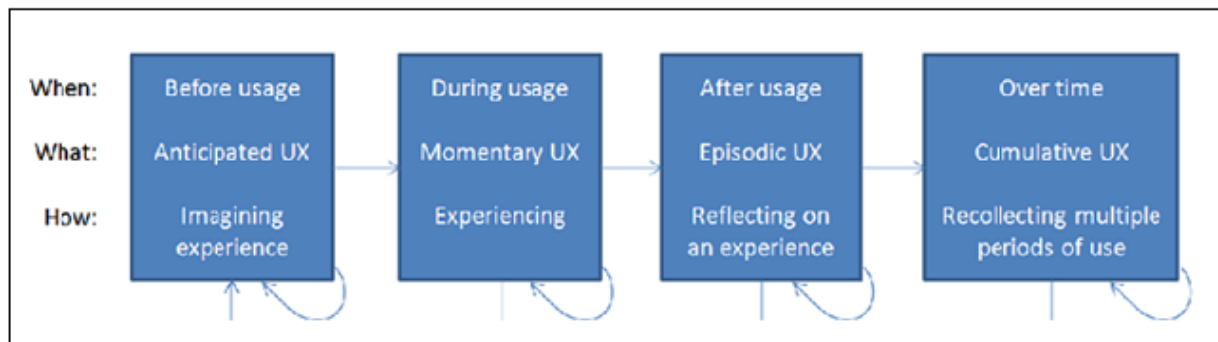 When: Before usage During usage After usage Over time
What: Anticipated UX Momentary UX Episodic UX Cumulative UX
How: Imagining Experiencing Reflecting on Recollecting multiple
experience an experience periods of use